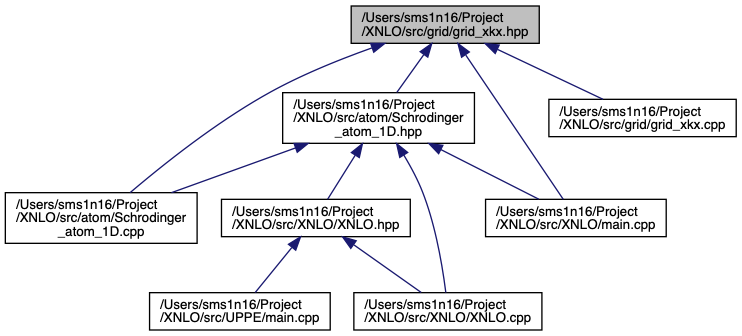 /Users/sms1n16/Project
/XNLO/src/grid/grid_xkx.hpp
/Users/sms1n16/Project
/XNLO/src/atom/Schrodinger
_atom_1D.hpp
/Users/sms1n16/Project
/XNLO/src/grid/grid_xkx.cpp
/Users/sms1n16/Project
/XNLO/src/atom/Schrodinger
_atom_1D.cpp
/Users/sms1n16/Project
/XNLO/src/XNLO/XNLO.hpp
/Users/sms1n16/Project
/XNLO/src/XNLO/main.cpp
/Users/sms1n16/Project
/XNLO/src/UPPE/main.cpp
/Users/sms1n16/Project
/XNLO/src/XNLO/XNLO.cpp